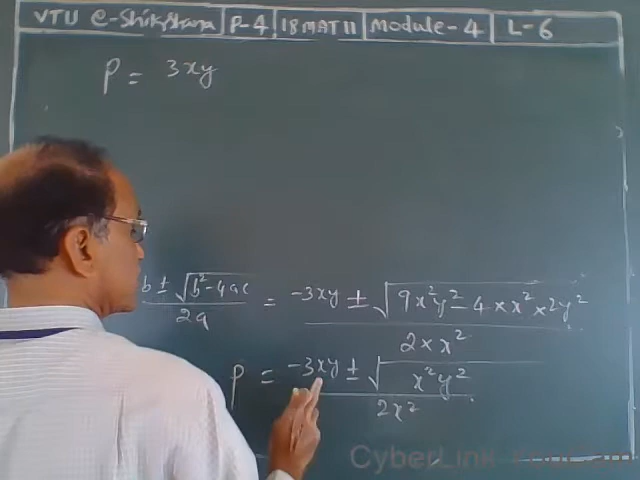 VTU e-Shikshana P-4 18MAT11 Module-4 L-6
P = 3xy
b ± √b² - 4ac / 2a = -3xy ± √9x²y² - 4 × x² × 2y² / 2 × x²
P = -3xy ± √x²y² / 2x²
CyberLink YouCam